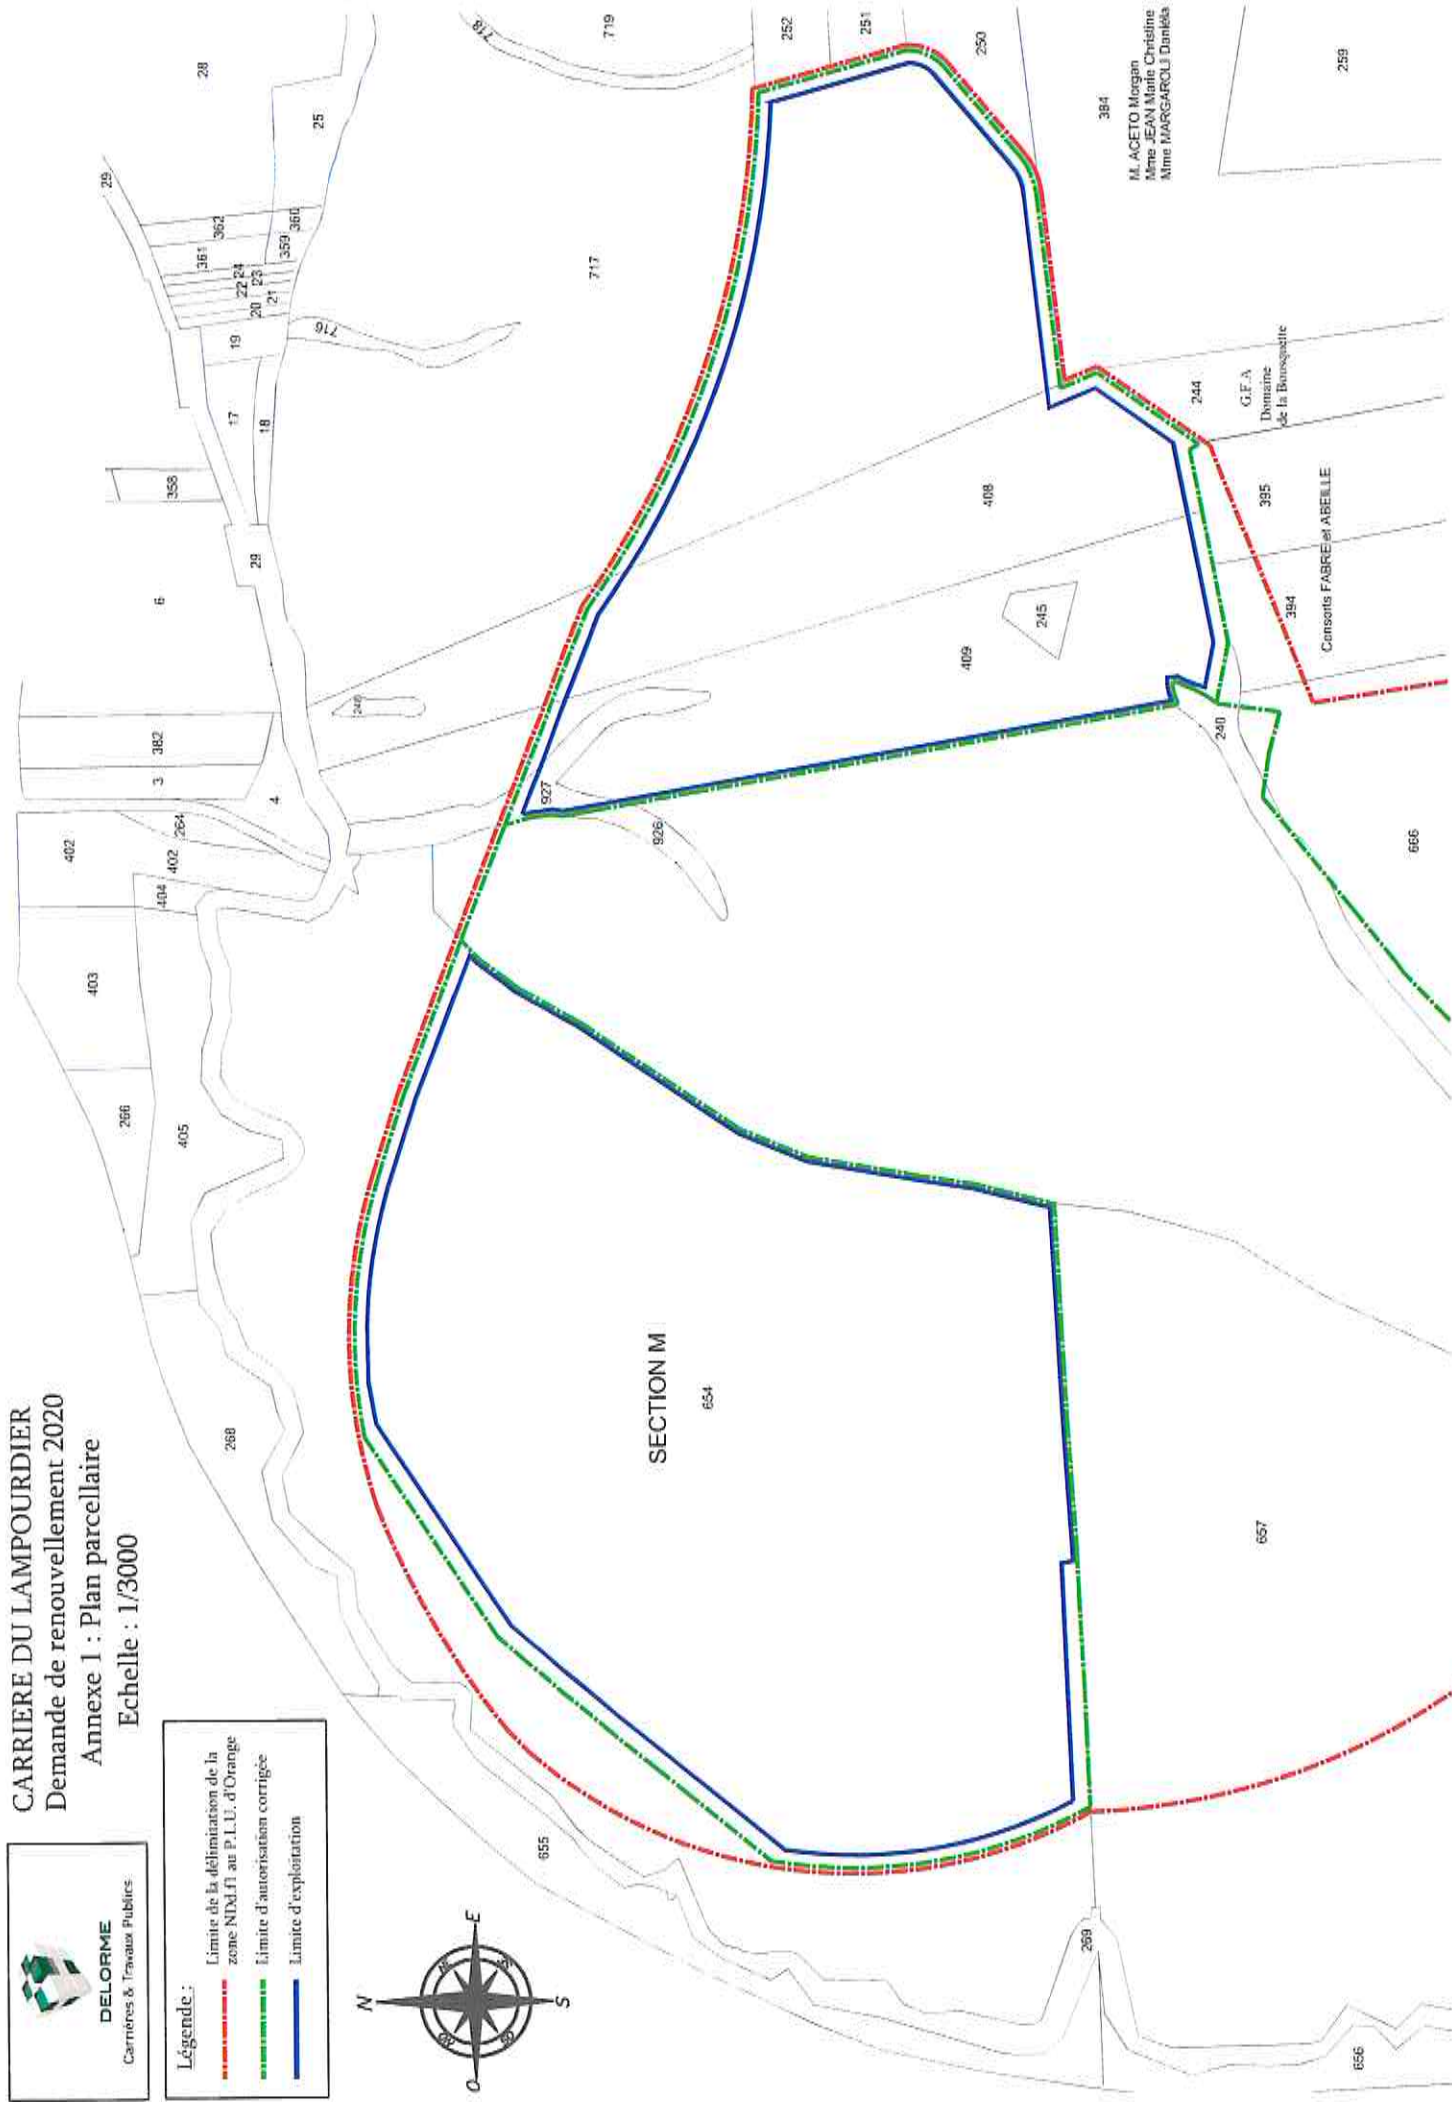 CARRIERE DU LAMPOURDIER
Demande de renouvellement 2020
Annexe 1 : Plan parcellaire
Echelle : 1/3000
DELORME
Carrières & Travaux Publics
Légende :
Limite de la délimitation de la
zone NDd.f1 au P.L.U. d'Orange
Limite d'autorisation corrigée
Limite d'exploitation
N
E
S
O
SECTION M
654
657
655
656
269
268
266
405
403
402
404
402
264
4
3
382
6
358
29
29
17
18
19
20
21
22
23
24
361
362
359
360
25
28
716
717
718
719
252
251
250
384
M. ACETO Morgan
Mme JEAN Marie Christine
Mme MARGAROLI Daniéla
259
244
G.F.A
Domaine
de la Bousquette
395
394
Consorts FABRE et ABEILLE
408
409
245
246
927
926
240
666